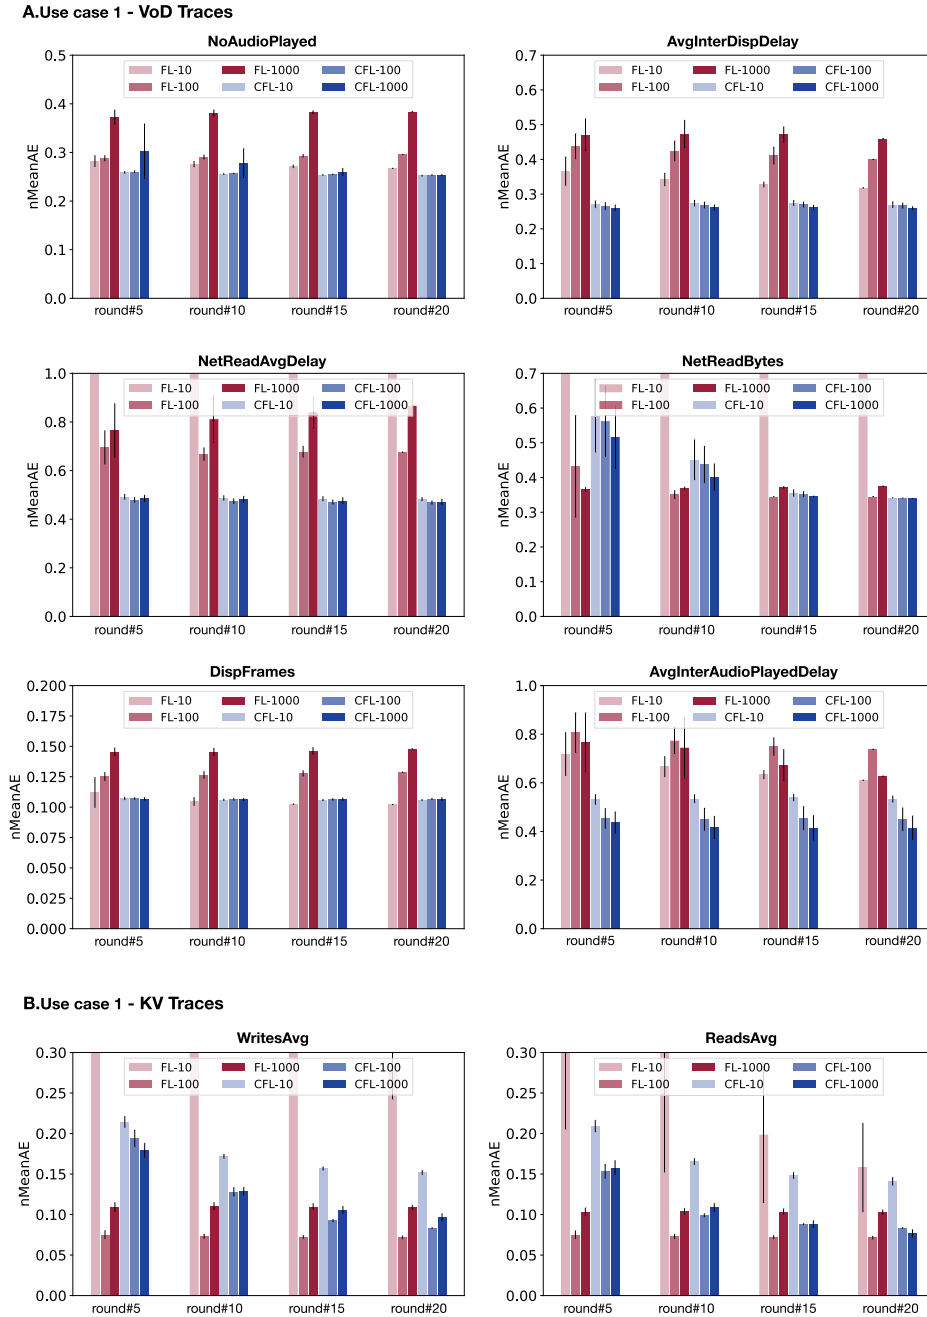 A.Use case 1 - VoD Traces
NoAudioPlayed
nMeanAE
0.5
0.4
0.3
0.2
0.1
0.0
FL-10 FL-1000 CFL-100
FL-100 CFL-10 CFL-1000
round#5 round#10 round#15 round#20
AvgInterDispDelay
nMeanAE
0.7
0.6
0.5
0.4
0.3
0.2
0.1
0.0
FL-10 FL-1000 CFL-100
FL-100 CFL-10 CFL-1000
round#5 round#10 round#15 round#20
NetReadAvgDelay
nMeanAE
1.0
0.8
0.6
0.4
0.2
0.0
FL-10 FL-1000 CFL-100
FL-100 CFL-10 CFL-1000
round#5 round#10 round#15 round#20
NetReadBytes
nMeanAE
0.7
0.6
0.5
0.4
0.3
0.2
0.1
0.0
FL-10 FL-1000 CFL-100
FL-100 CFL-10 CFL-1000
round#5 round#10 round#15 round#20
DispFrames
nMeanAE
0.200
0.175
0.150
0.125
0.100
0.075
0.050
0.025
0.000
FL-10 FL-1000 CFL-100
FL-100 CFL-10 CFL-1000
round#5 round#10 round#15 round#20
AvgInterAudioPlayedDelay
nMeanAE
1.0
0.8
0.6
0.4
0.2
0.0
FL-10 FL-1000 CFL-100
FL-100 CFL-10 CFL-1000
round#5 round#10 round#15 round#20
B.Use case 1 - KV Traces
WritesAvg
nMeanAE
0.30
0.25
0.20
0.15
0.10
0.05
0.00
FL-10 FL-1000 CFL-100
FL-100 CFL-10 CFL-1000
round#5 round#10 round#15 round#20
ReadsAvg
nMeanAE
0.30
0.25
0.20
0.15
0.10
0.05
0.00
FL-10 FL-1000 CFL-100
FL-100 CFL-10 CFL-1000
round#5 round#10 round#15 round#20